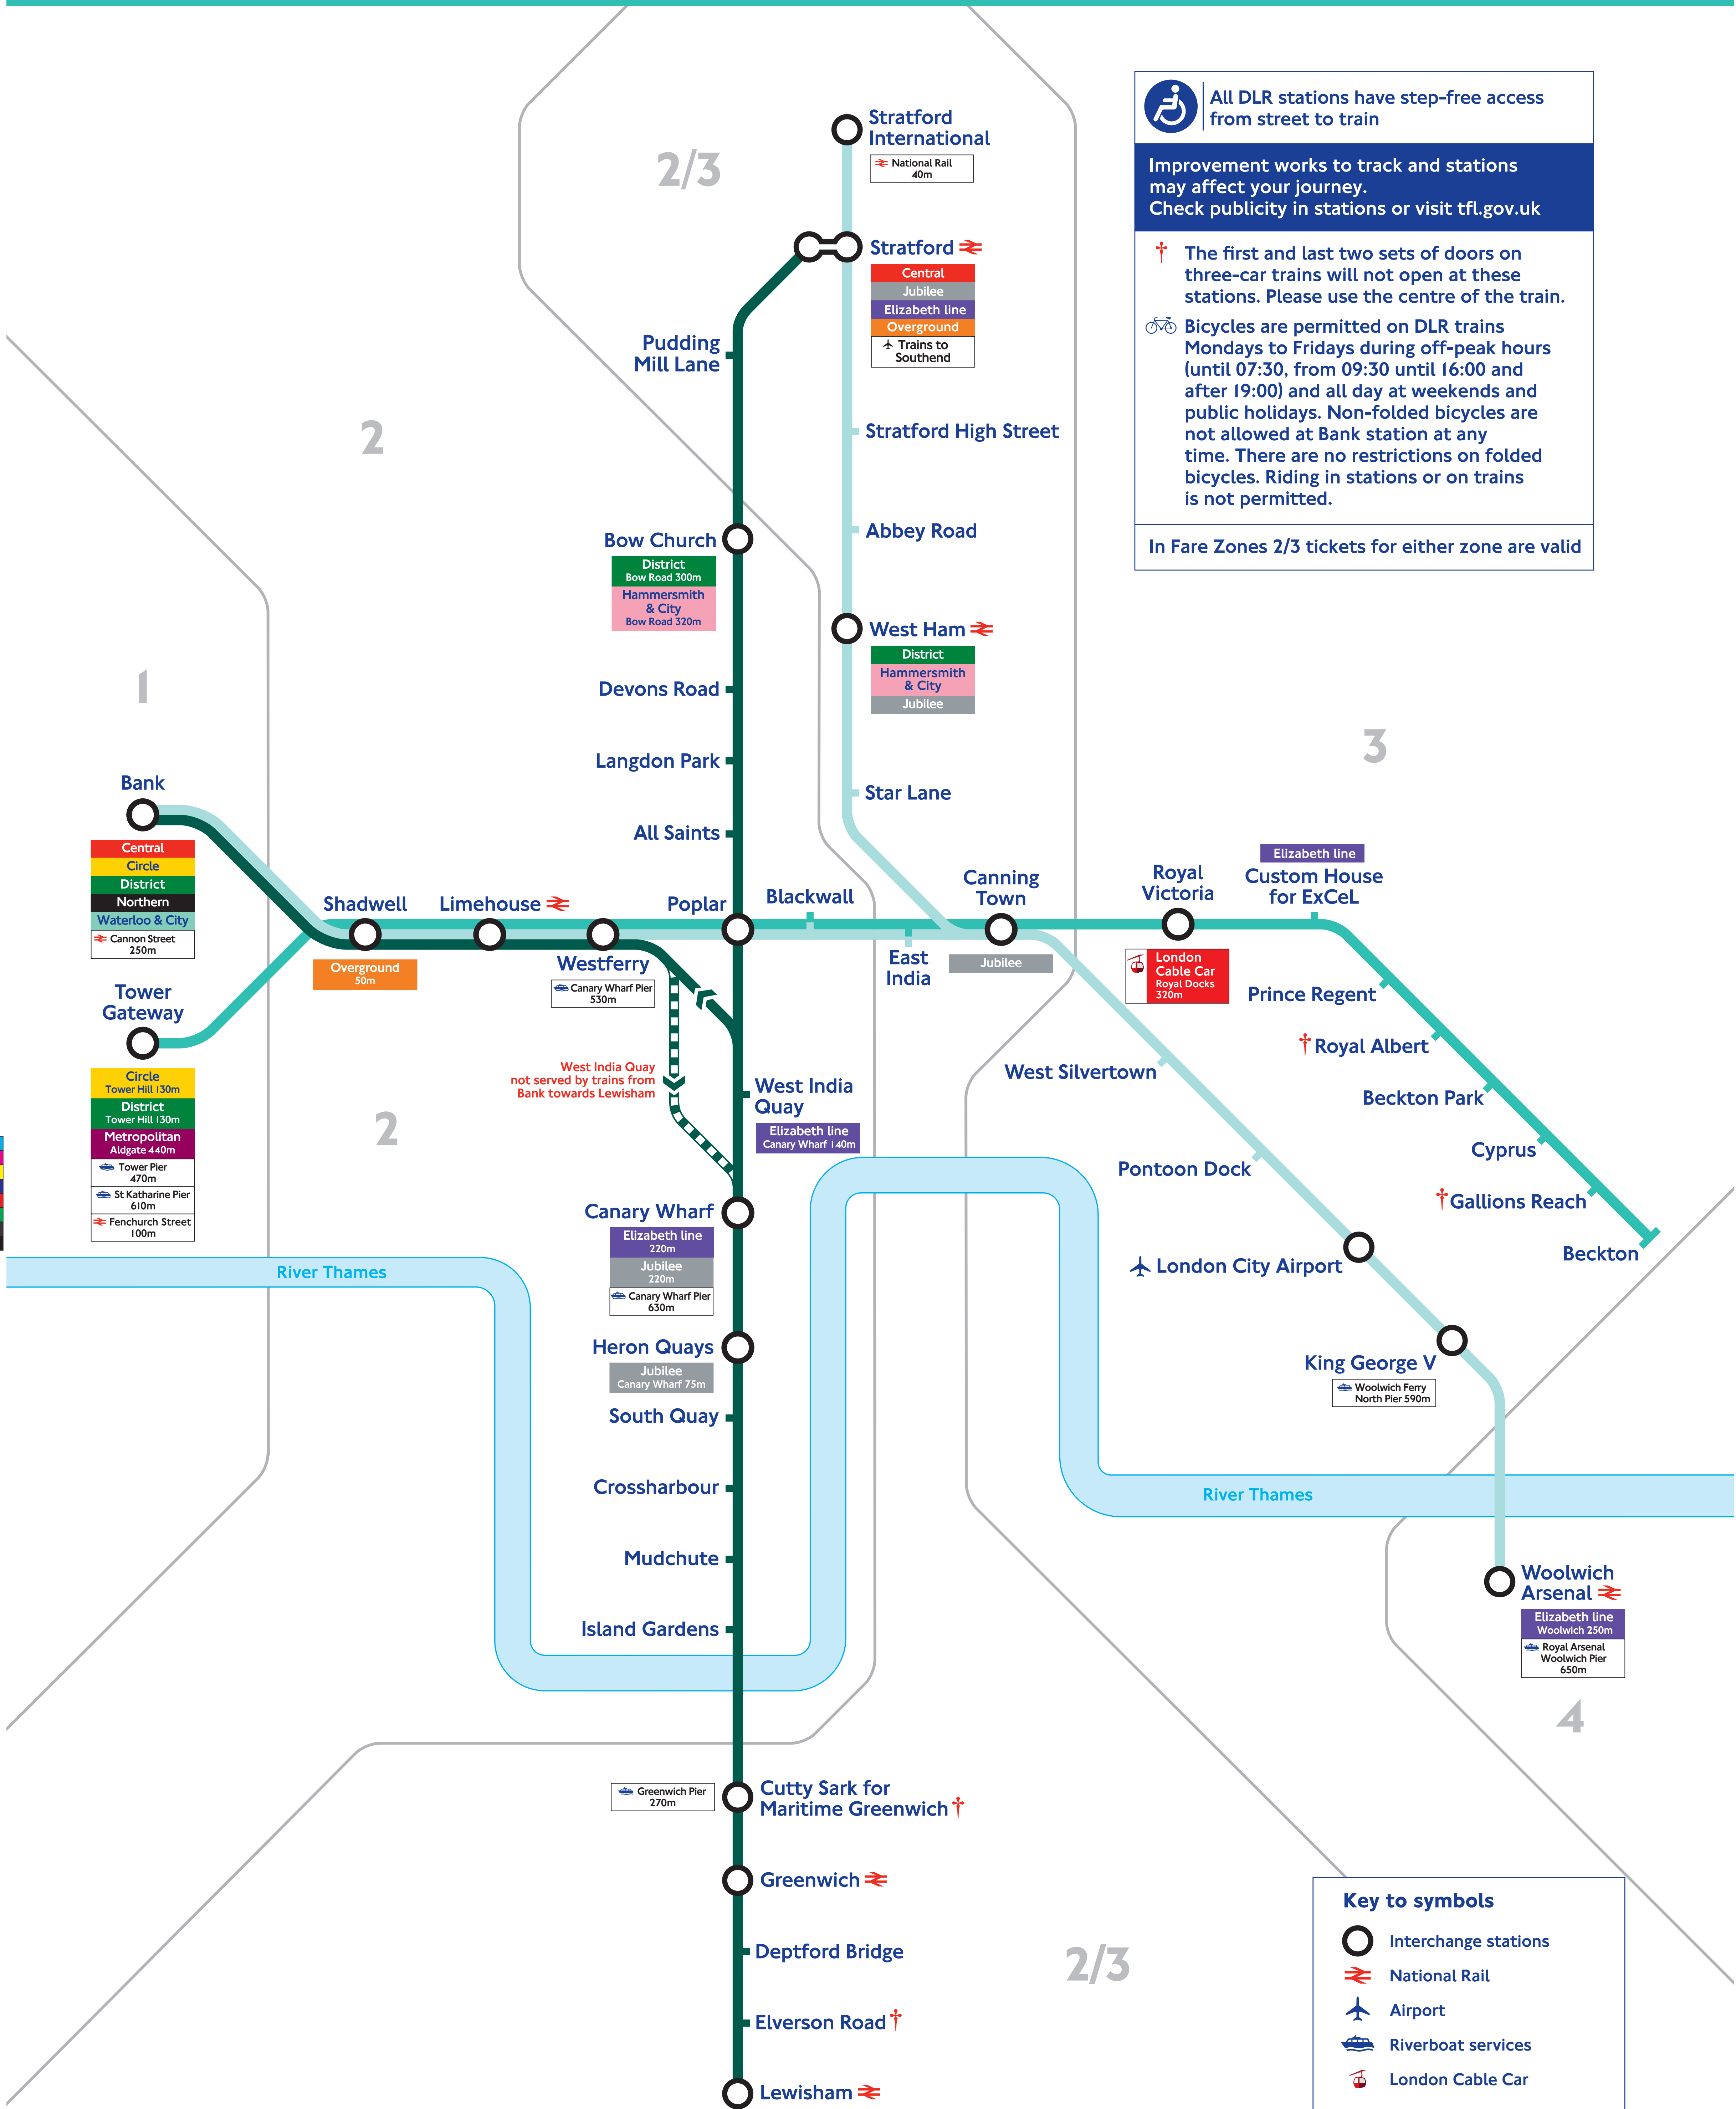 Stratford
International
National Rail
40m
2/3
Stratford
Central
Jubilee
Elizabeth line
Overground
Trains to
Southend
Pudding
Mill Lane
Stratford High Street
2
Abbey Road
Bow Church
District
Bow Road 300m
Hammersmith
& City
Bow Road 320m
West Ham
District
Hammersmith
& City
Jubilee
Devons Road
Langdon Park
Star Lane
All Saints
All DLR stations have step-free access
from street to train
Improvement works to track and stations
may affect your journey.
Check publicity in stations or visit tfl.gov.uk
† The first and last two sets of doors on
three-car trains will not open at these
stations. Please use the centre of the train.
Bicycles are permitted on DLR trains
Mondays to Fridays during off-peak hours
(until 07:30, from 09:30 until 16:00 and
after 19:00) and all day at weekends and
public holidays. Non-folded bicycles are
not allowed at Bank station at any
time. There are no restrictions on folded
bicycles. Riding in stations or on trains
is not permitted.
In Fare Zones 2/3 tickets for either zone are valid
1
3
Bank
Central
Circle
District
Northern
Waterloo & City
Cannon Street
250m
Tower
Gateway
Circle
Tower Hill 130m
District
Tower Hill 130m
Metropolitan
Aldgate 440m
Tower Pier
470m
St Katharine Pier
610m
Fenchurch Street
100m
Shadwell
Overground
50m
Limehouse
Westferry
Canary Wharf Pier
530m
Poplar
Blackwall
East
India
Canning
Town
Jubilee
Royal
Victoria
London
Cable Car
Royal Docks
320m
Elizabeth line
Custom House
for ExCeL
Prince Regent
†Royal Albert
Beckton Park
Cyprus
†Gallions Reach
Beckton
West Silvertown
Pontoon Dock
London City Airport
King George V
Woolwich Ferry
North Pier 590m
West India Quay
not served by trains from
Bank towards Lewisham
West India
Quay
Elizabeth line
Canary Wharf 140m
2
Canary Wharf
Elizabeth line
220m
Jubilee
220m
Canary Wharf Pier
630m
River Thames
Heron Quays
Jubilee
Canary Wharf 75m
South Quay
Crossharbour
Mudchute
Island Gardens
River Thames
Woolwich
Arsenal
Elizabeth line
Woolwich 250m
Royal Arsenal
Woolwich Pier
650m
4
Greenwich Pier
270m
Cutty Sark for
Maritime Greenwich†
Greenwich
Deptford Bridge
Elverson Road†
Lewisham
2/3
Key to symbols
Interchange stations
National Rail
Airport
Riverboat services
London Cable Car